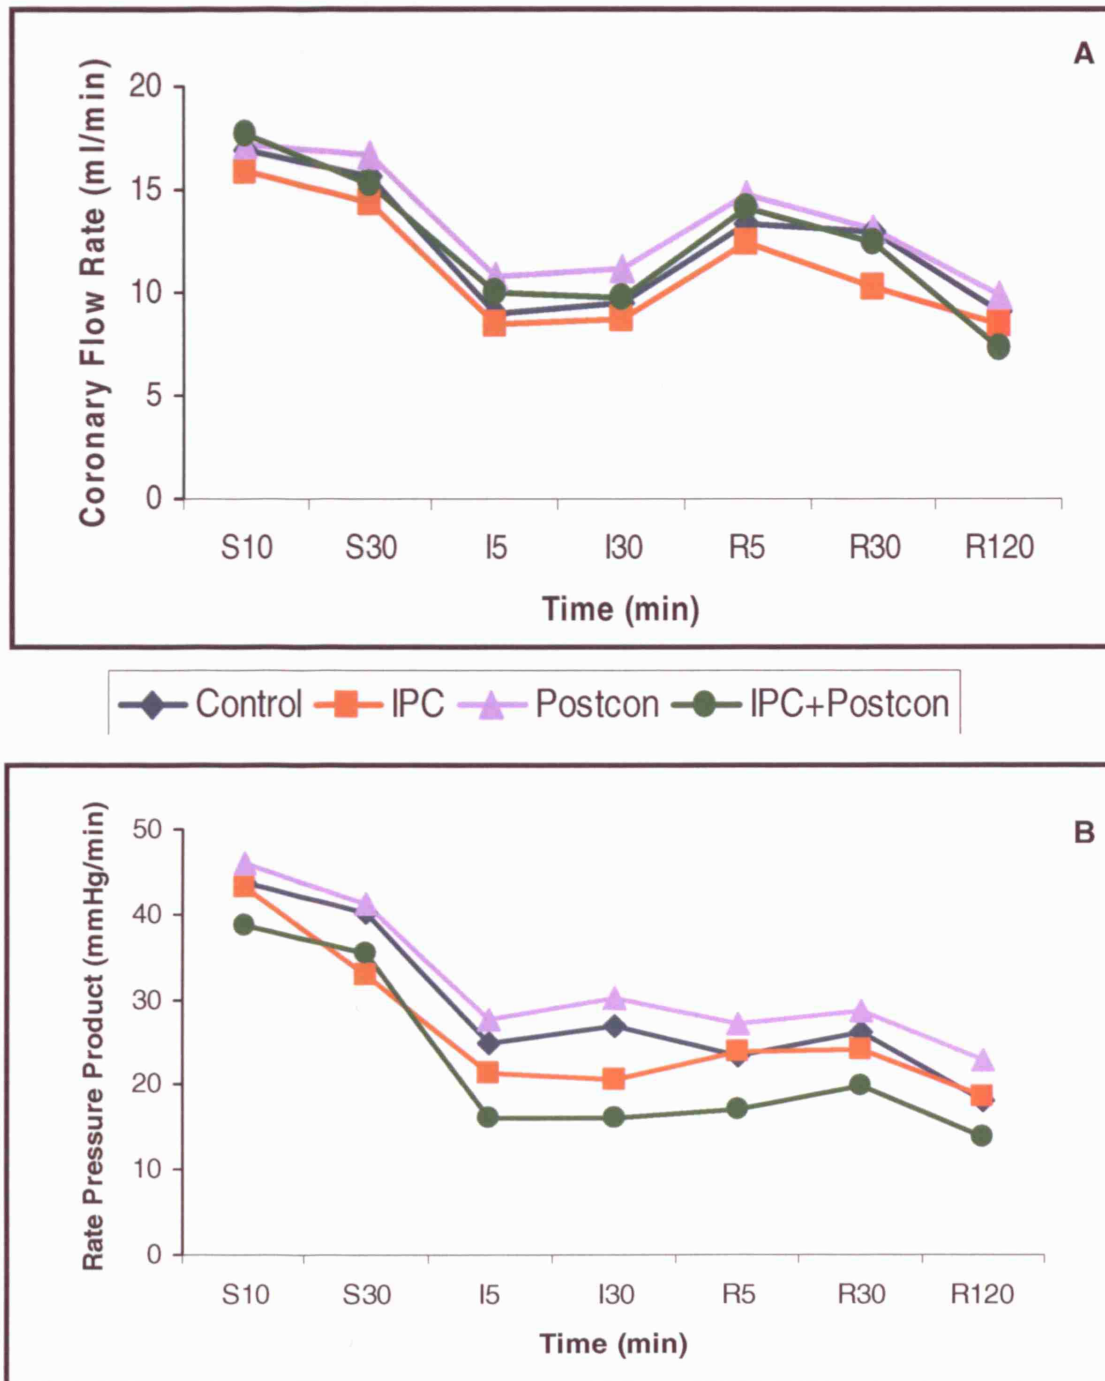 A
Coronary Flow Rate (ml/min)
20
15
10
5
0
S10 S30 I5 I30 R5 R30 R120
Time (min)
Control IPC Postcon IPC+Postcon
B
Rate Pressure Product (mmHg/min)
50
40
30
20
10
0
S10 S30 I5 I30 R5 R30 R120
Time (min)